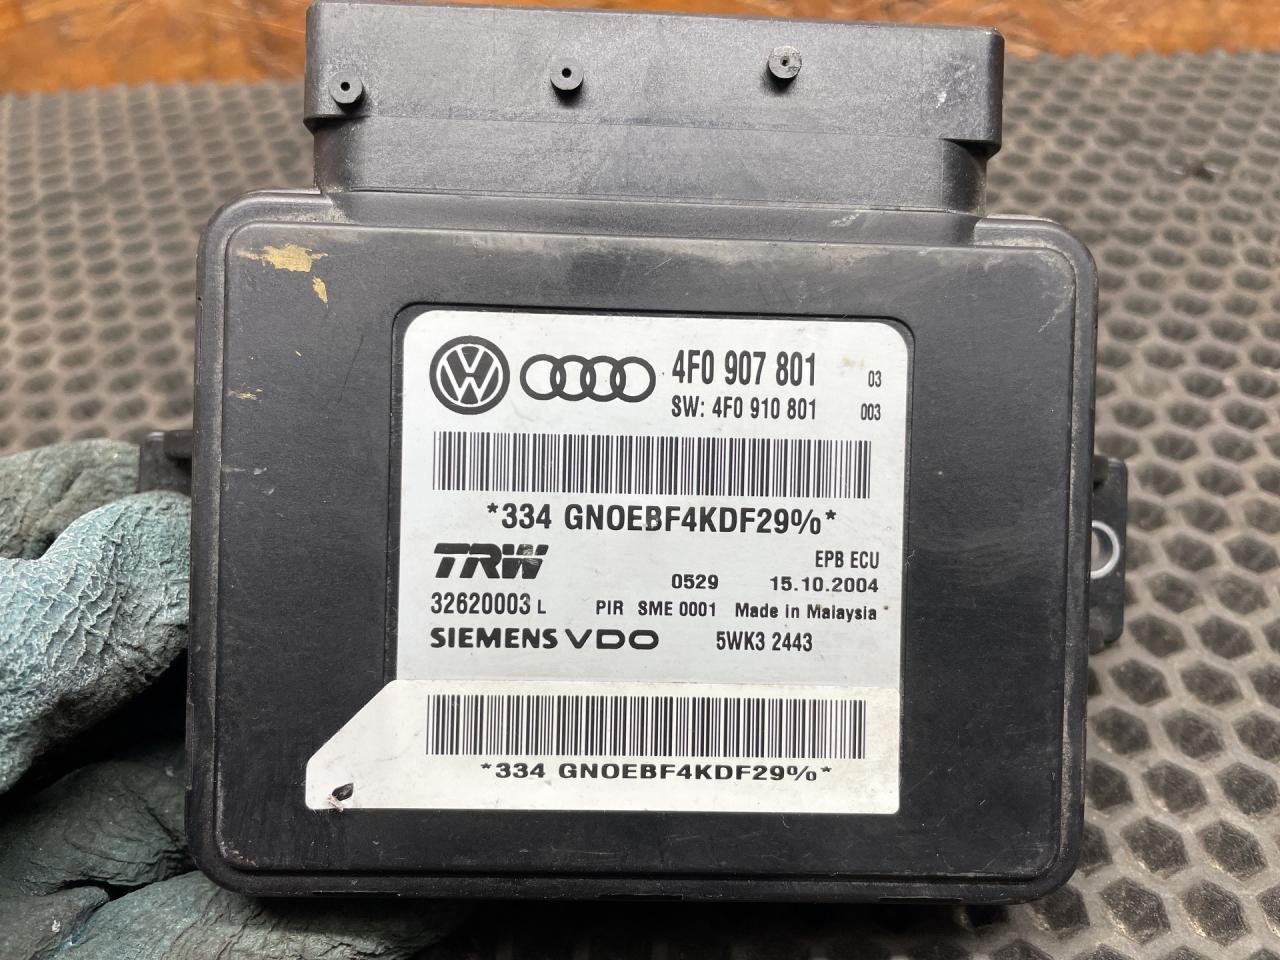 4F0 907 801 03
SW: 4F0 910 801 003
*334 GNOEBF4KDF29%*
TRW EPB ECU
0529 15.10.2004
32620003 L PIR SME 0001 Made in Malaysia
SIEMENS VDO 5WK3 2443
*334 GNOEBF4KDF29%*